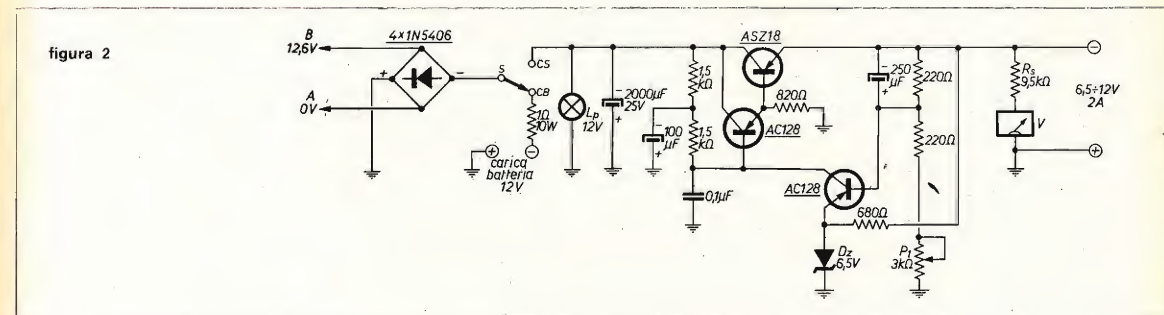 figura 2
B
12,6V
4×1N5406
A
0V
+
-
S
CS
CB
1Ω
10W
+
-
carica
batteria
12V
Lp
12V
-
2000µF
25V
+
-
100
µF
+
1,5
kΩ
1,5
kΩ
0,1µF
ASZ18
820Ω
AC128
AC128
680Ω
Dz
6,5V
-
250
µF
+
220Ω
220Ω
P1
3kΩ
Rs
9,5kΩ
V
-
6,5÷12V
2A
+